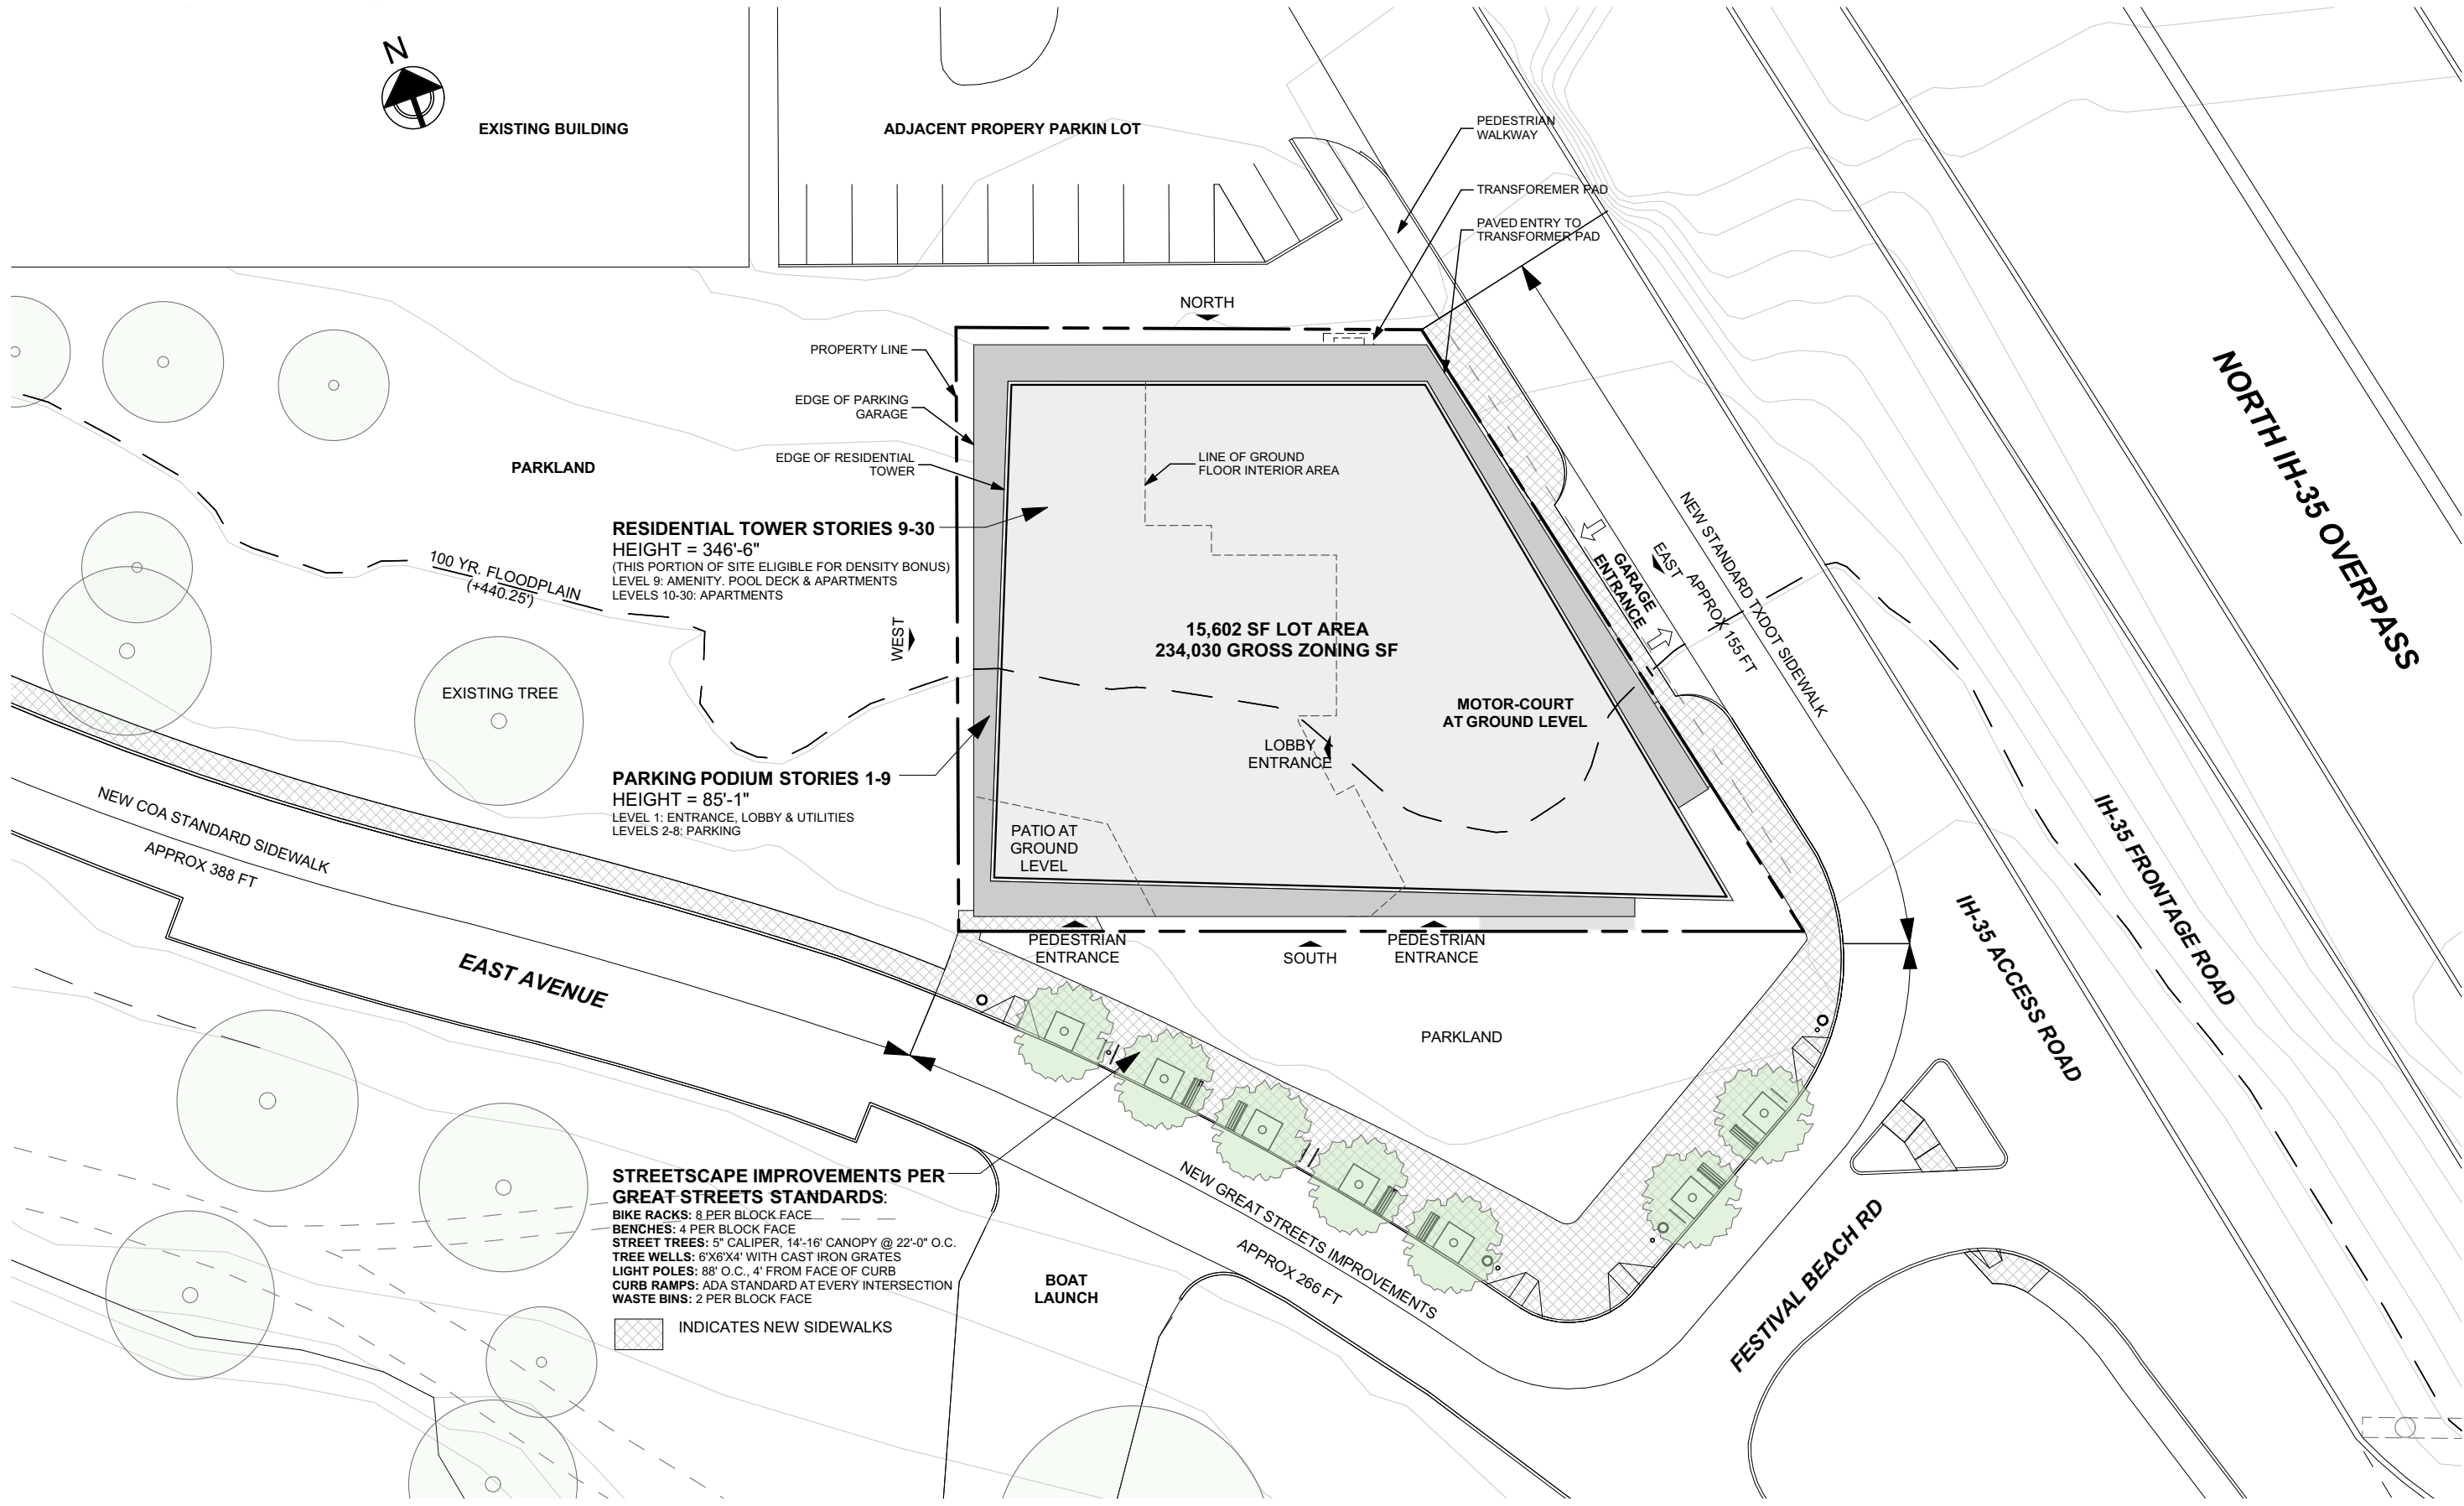 N
EXISTING BUILDING
ADJACENT PROPERY PARKIN LOT
PEDESTRIAN
WALKWAY
TRANSFOREMER PAD
PAVED ENTRY TO
TRANSFORMER PAD
NORTH
PROPERTY LINE
EDGE OF PARKING
GARAGE
EDGE OF RESIDENTIAL
TOWER
LINE OF GROUND
FLOOR INTERIOR AREA
PARKLAND
NORTH IH-35 OVERPASS
RESIDENTIAL TOWER STORIES 9-30
HEIGHT = 346'-6"
(THIS PORTION OF SITE ELIGIBLE FOR DENSITY BONUS)
LEVEL 9: AMENITY. POOL DECK & APARTMENTS
LEVELS 10-30: APARTMENTS
100 YR. FLOODPLAIN
(+440.25')
WEST
15,602 SF LOT AREA
234,030 GROSS ZONING SF
GARAGE
ENTRANCE
EAST
APPROX 155 FT
NEW STANDARD TXDOT SIDEWALK
EXISTING TREE
MOTOR-COURT
AT GROUND LEVEL
LOBBY
ENTRANCE
PARKING PODIUM STORIES 1-9
HEIGHT = 85'-1"
LEVEL 1: ENTRANCE, LOBBY & UTILITIES
LEVELS 2-8: PARKING
PATIO AT
GROUND
LEVEL
NEW COA STANDARD SIDEWALK
APPROX 388 FT
IH-35 FRONTAGE ROAD
IH-35 ACCESS ROAD
EAST AVENUE
PEDESTRIAN
ENTRANCE
SOUTH
PEDESTRIAN
ENTRANCE
PARKLAND
STREETSCAPE IMPROVEMENTS PER
GREAT STREETS STANDARDS:
BIKE RACKS: 8 PER BLOCK FACE
BENCHES: 4 PER BLOCK FACE
STREET TREES: 5" CALIPER, 14'-16' CANOPY @ 22'-0" O.C.
TREE WELLS: 6'X6'X4' WITH CAST IRON GRATES
LIGHT POLES: 88' O.C., 4' FROM FACE OF CURB
CURB RAMPS: ADA STANDARD AT EVERY INTERSECTION
WASTE BINS: 2 PER BLOCK FACE
INDICATES NEW SIDEWALKS
BOAT
LAUNCH
NEW GREAT STREETS IMPROVEMENTS
APPROX 266 FT
FESTIVAL BEACH RD